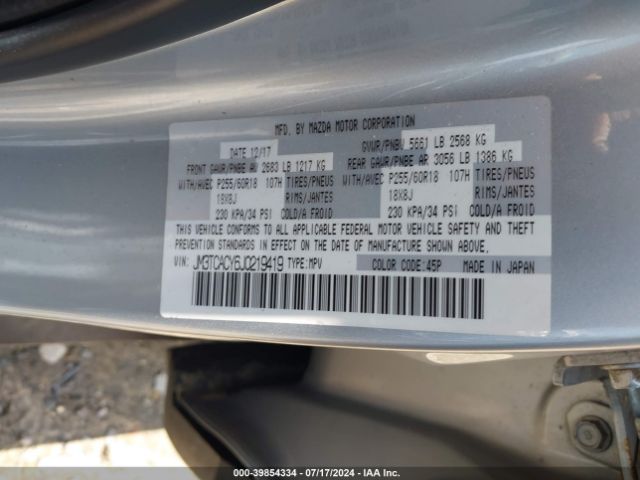 MFD. BY MAZDA MOTOR CORPORATION
DATE 12/17 GVWR/PNBV 5661 LB 2568 KG
FRONT GAWR/PNBE AV 2683 LB 1217 KG REAR GAWR/PNBE AR 3056 LB 1386 KG
WITH/AVEC P255/60R18 107H TIRES/PNEUS WITH/AVEC P255/60R18 107H TIRES/PNEUS
18X8J RIMS/JANTES 18X8J RIMS/JANTES
230 KPA/34 PSI COLD/A FROID 230 KPA/34 PSI COLD/A FROID
THIS VEHICLE CONFORMS TO ALL APPLICABLE FEDERAL MOTOR VEHICLE SAFETY AND THEFT
PREVENTION STANDARDS IN EFFECT ON THE DATE OF MANUFACTURE SHOWN ABOVE.
VIN: JM3TCACY6J0219419 TYPE:MPV COLOR CODE:45P MADE IN JAPAN
000-39854334 / 07/17/2024 - IAA Inc.